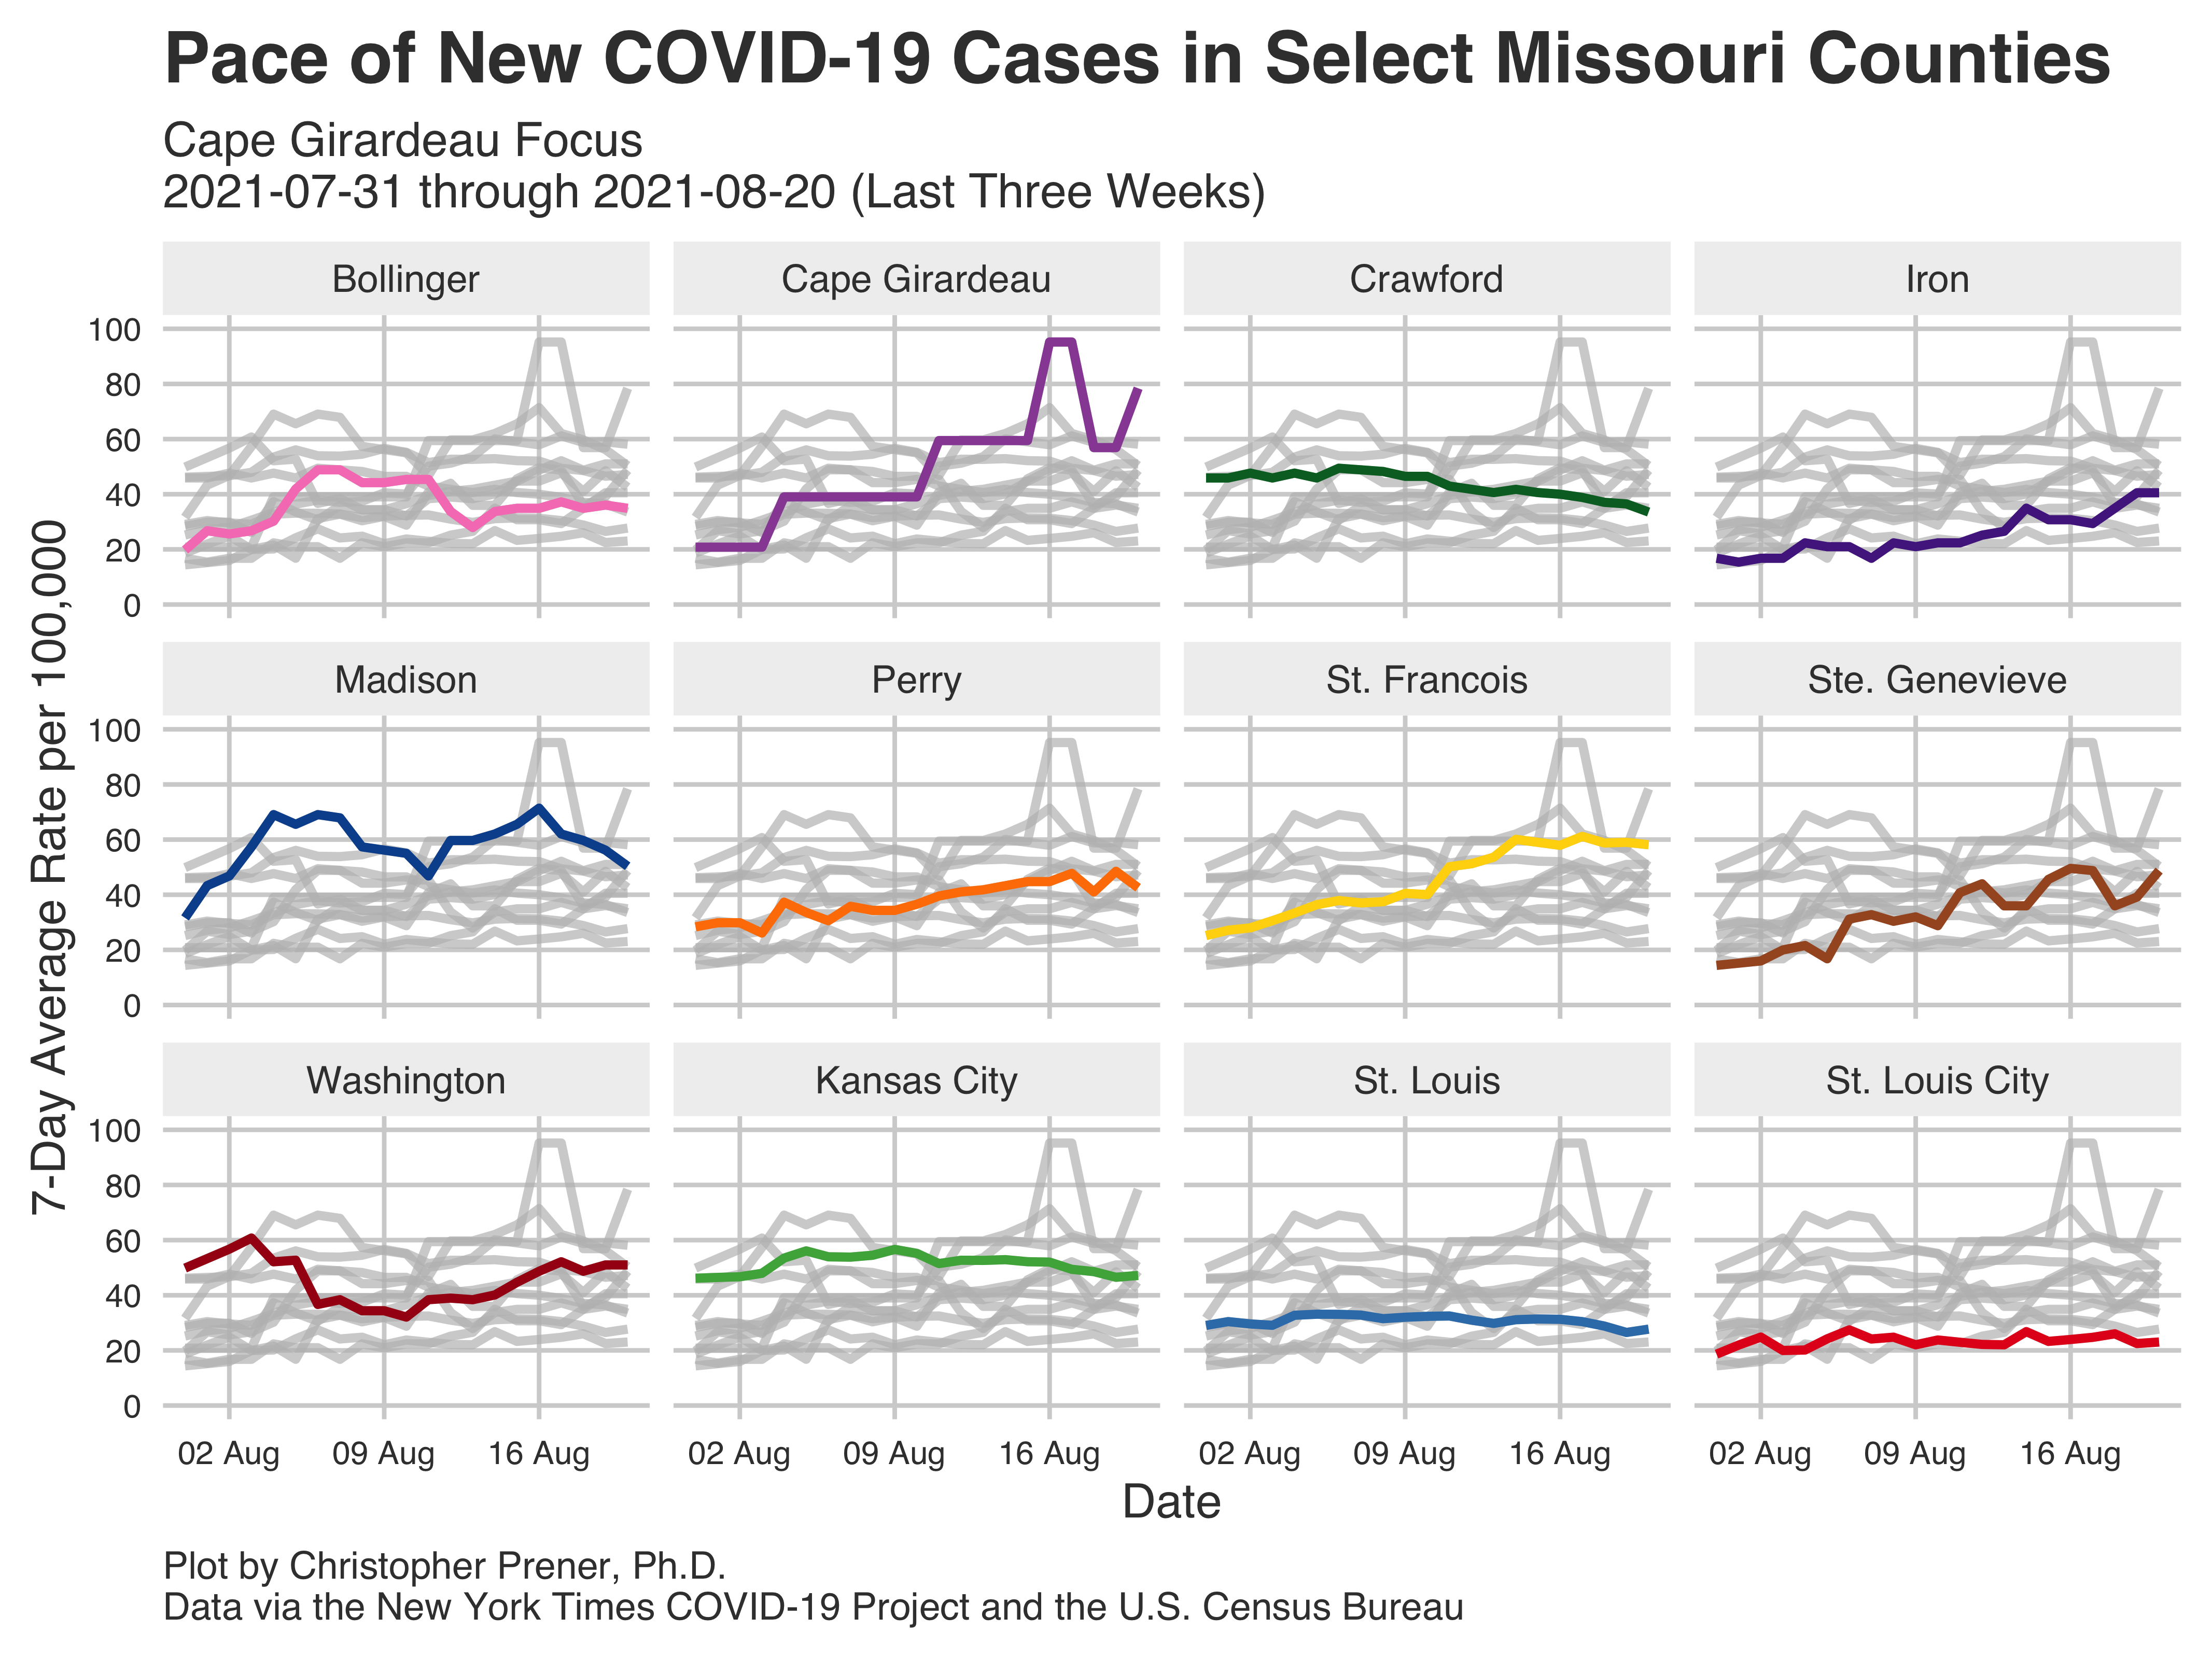 Pace of New COVID-19 Cases in Select Missouri Counties
Cape Girardeau Focus
2021-07-31 through 2021-08-20 (Last Three Weeks)
7-Day Average Rate per 100,000
Bollinger
Cape Girardeau
Crawford
Iron
100
80
60
40
20
0
Madison
Perry
St. Francois
Ste. Genevieve
100
80
60
40
20
0
Washington
Kansas City
St. Louis
St. Louis City
100
80
60
40
20
0
02 Aug 09 Aug 16 Aug
02 Aug 09 Aug 16 Aug
02 Aug 09 Aug 16 Aug
02 Aug 09 Aug 16 Aug
Date
Plot by Christopher Prener, Ph.D.
Data via the New York Times COVID-19 Project and the U.S. Census Bureau